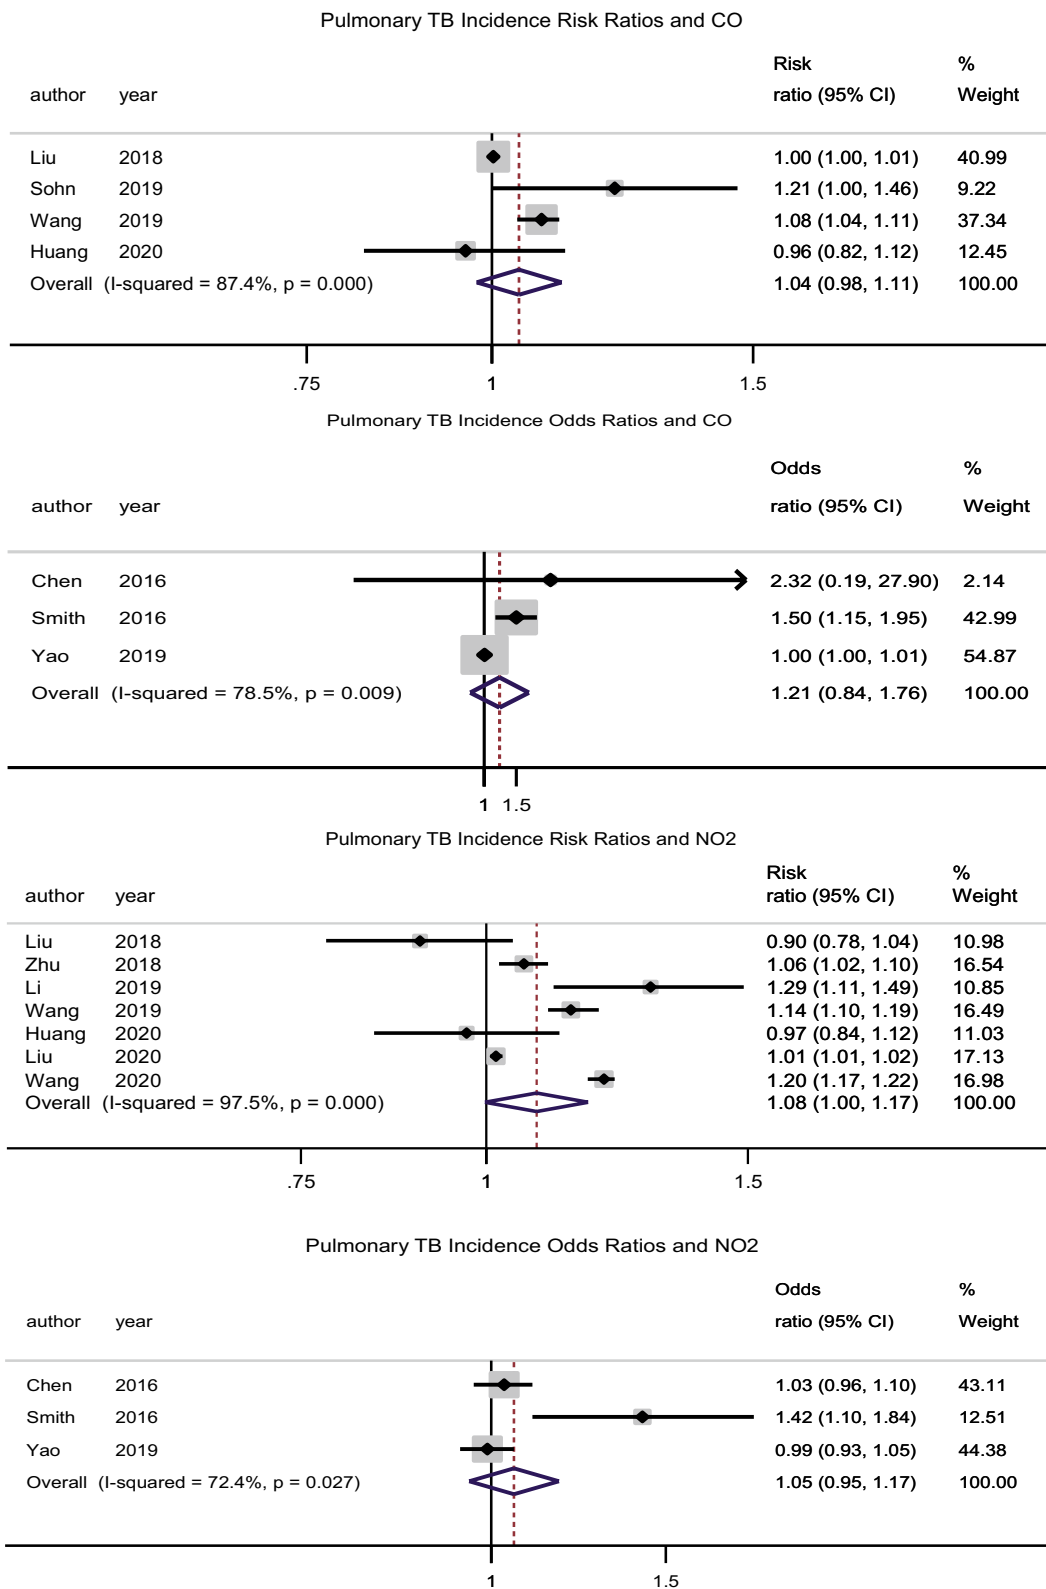 Pulmonary TB Incidence Risk Ratios and CO
Risk %
author year ratio (95% CI) Weight
Liu 2018 1.00 (1.00, 1.01) 40.99
Sohn 2019 1.21 (1.00, 1.46) 9.22
Wang 2019 1.08 (1.04, 1.11) 37.34
Huang 2020 0.96 (0.82, 1.12) 12.45
Overall (I-squared = 87.4%, p = 0.000) 1.04 (0.98, 1.11) 100.00
.75 1 1.5
Pulmonary TB Incidence Odds Ratios and CO
Odds %
author year ratio (95% CI) Weight
Chen 2016 2.32 (0.19, 27.90) 2.14
Smith 2016 1.50 (1.15, 1.95) 42.99
Yao 2019 1.00 (1.00, 1.01) 54.87
Overall (I-squared = 78.5%, p = 0.009) 1.21 (0.84, 1.76) 100.00
1 1.5
Pulmonary TB Incidence Risk Ratios and NO2
Risk %
author year ratio (95% CI) Weight
Liu 2018 0.90 (0.78, 1.04) 10.98
Zhu 2018 1.06 (1.02, 1.10) 16.54
Li 2019 1.29 (1.11, 1.49) 10.85
Wang 2019 1.14 (1.10, 1.19) 16.49
Huang 2020 0.97 (0.84, 1.12) 11.03
Liu 2020 1.01 (1.01, 1.02) 17.13
Wang 2020 1.20 (1.17, 1.22) 16.98
Overall (I-squared = 97.5%, p = 0.000) 1.08 (1.00, 1.17) 100.00
.75 1 1.5
Pulmonary TB Incidence Odds Ratios and NO2
Odds %
author year ratio (95% CI) Weight
Chen 2016 1.03 (0.96, 1.10) 43.11
Smith 2016 1.42 (1.10, 1.84) 12.51
Yao 2019 0.99 (0.93, 1.05) 44.38
Overall (I-squared = 72.4%, p = 0.027) 1.05 (0.95, 1.17) 100.00
1 1.5